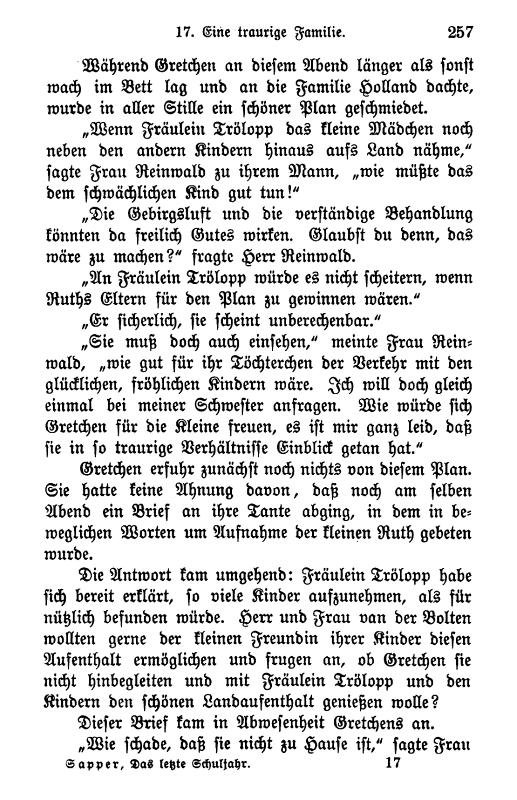 17. Eine traurige Familie. 257
Während Gretchen an diesem Abend länger als sonst
wach im Bett lag und an die Familie Holland dachte,
wurde in aller Stille ein schöner Plan geschmiedet.
„Wenn Fräulein Trölopp das kleine Mädchen noch
neben den andern Kindern hinaus aufs Land nähme,“
sagte Frau Reinwald zu ihrem Mann, „wie müßte das
dem schwächlichen Kind gut tun!“
„Die Gebirgsluft und die verständige Behandlung
könnten da freilich Gutes wirken. Glaubst du denn, das
wäre zu machen?“ fragte Herr Reinwald.
„An Fräulein Trölopp würde es nicht scheitern, wenn
Ruths Eltern für den Plan zu gewinnen wären.“
„Er sicherlich, sie scheint unberechenbar.“
„Sie muß doch auch einsehen,“ meinte Frau Rein-
wald, „wie gut für ihr Töchterchen der Verkehr mit den
glücklichen, fröhlichen Kindern wäre. Ich will doch gleich
einmal bei meiner Schwester anfragen. Wie würde sich
Gretchen für die Kleine freuen, es ist mir ganz leid, daß
sie in so traurige Verhältnisse Einblick getan hat.“
Gretchen erfuhr zunächst noch nichts von diesem Plan.
Sie hatte keine Ahnung davon, daß noch am selben
Abend ein Brief an ihre Tante abging, in dem in be-
weglichen Worten um Aufnahme der kleinen Ruth gebeten
wurde.
Die Antwort kam umgehend: Fräulein Trölopp habe
sich bereit erklärt, so viele Kinder aufzunehmen, als für
nützlich befunden würde. Herr und Frau van der Bolten
wollten gerne der kleinen Freundin ihrer Kinder diesen
Aufenthalt ermöglichen und frugen an, ob Gretchen sie
nicht hinbegleiten und mit Fräulein Trölopp und den
Kindern den schönen Landaufenthalt genießen wolle?
Dieser Brief kam in Abwesenheit Gretchens an.
„Wie schade, daß sie nicht zu Hause ist,“ sagte Frau
Sapper, Das letzte Schuljahr. 17